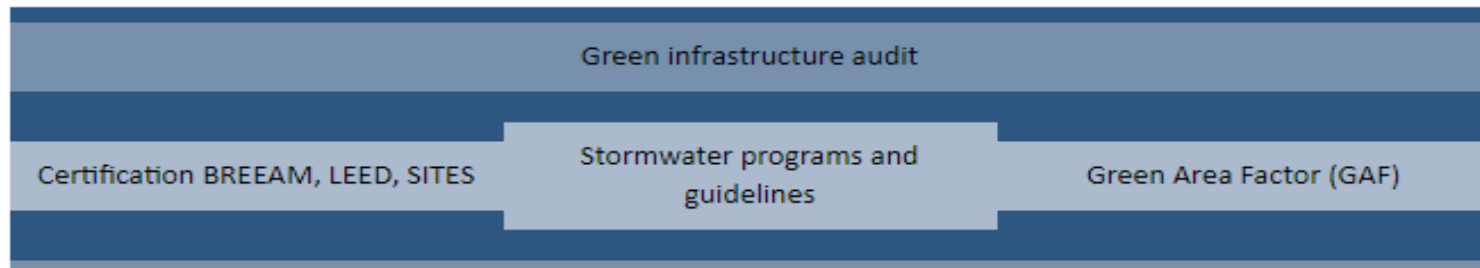 Green infrastructure audit
Certification BREEAM, LEED, SITES
Stormwater programs and
guidelines
Green Area Factor (GAF)